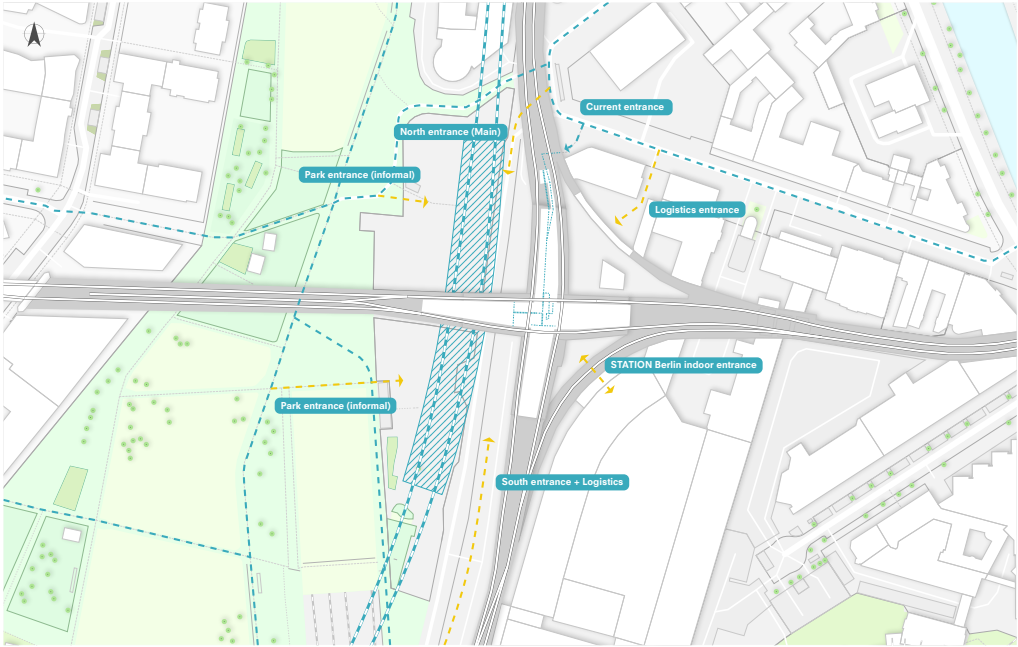 Current entrance
North entrance (Main)
Park entrance (informal)
Logistics entrance
STATION Berlin indoor entrance
Park entrance (informal)
South entrance + Logistics